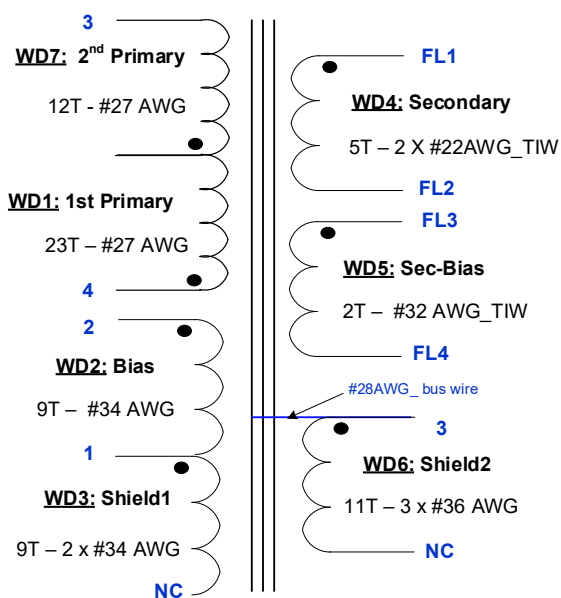 3
WD7: 2nd Primary
12T - #27 AWG
WD1: 1st Primary
23T – #27 AWG
4
2
WD2: Bias
9T – #34 AWG
1
WD3: Shield1
9T – 2 x #34 AWG
NC
FL1
WD4: Secondary
5T – 2 X #22AWG_TIW
FL2
FL3
WD5: Sec-Bias
2T – #32 AWG_TIW
FL4
#28AWG_ bus wire
3
WD6: Shield2
11T – 3 x #36 AWG
NC